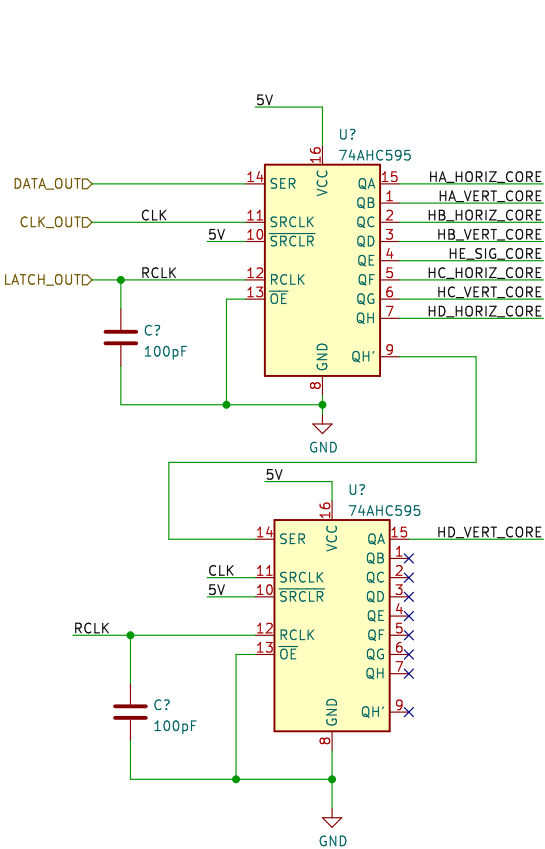 5V
U?
74AHC595
16
VCC
DATA_OUT 14 SER QA 15 HA_HORIZ_CORE
QB 1 HA_VERT_CORE
CLK_OUT CLK 11 SRCLK QC 2 HB_HORIZ_CORE
5V 10 SRCLR QD 3 HB_VERT_CORE
QE 4 HE_SIG_CORE
LATCH_OUT RCLK 12 RCLK QF 5 HC_HORIZ_CORE
13 OE QG 6 HC_VERT_CORE
QH 7 HD_HORIZ_CORE
C?
100pF
GND QH' 9
8
GND
5V
U?
74AHC595
16
VCC
14 SER QA 15 HD_VERT_CORE
QB 1
CLK 11 SRCLK QC 2
5V 10 SRCLR QD 3
QE 4
RCLK 12 RCLK QF 5
13 OE QG 6
QH 7
C?
100pF
GND QH' 9
8
GND